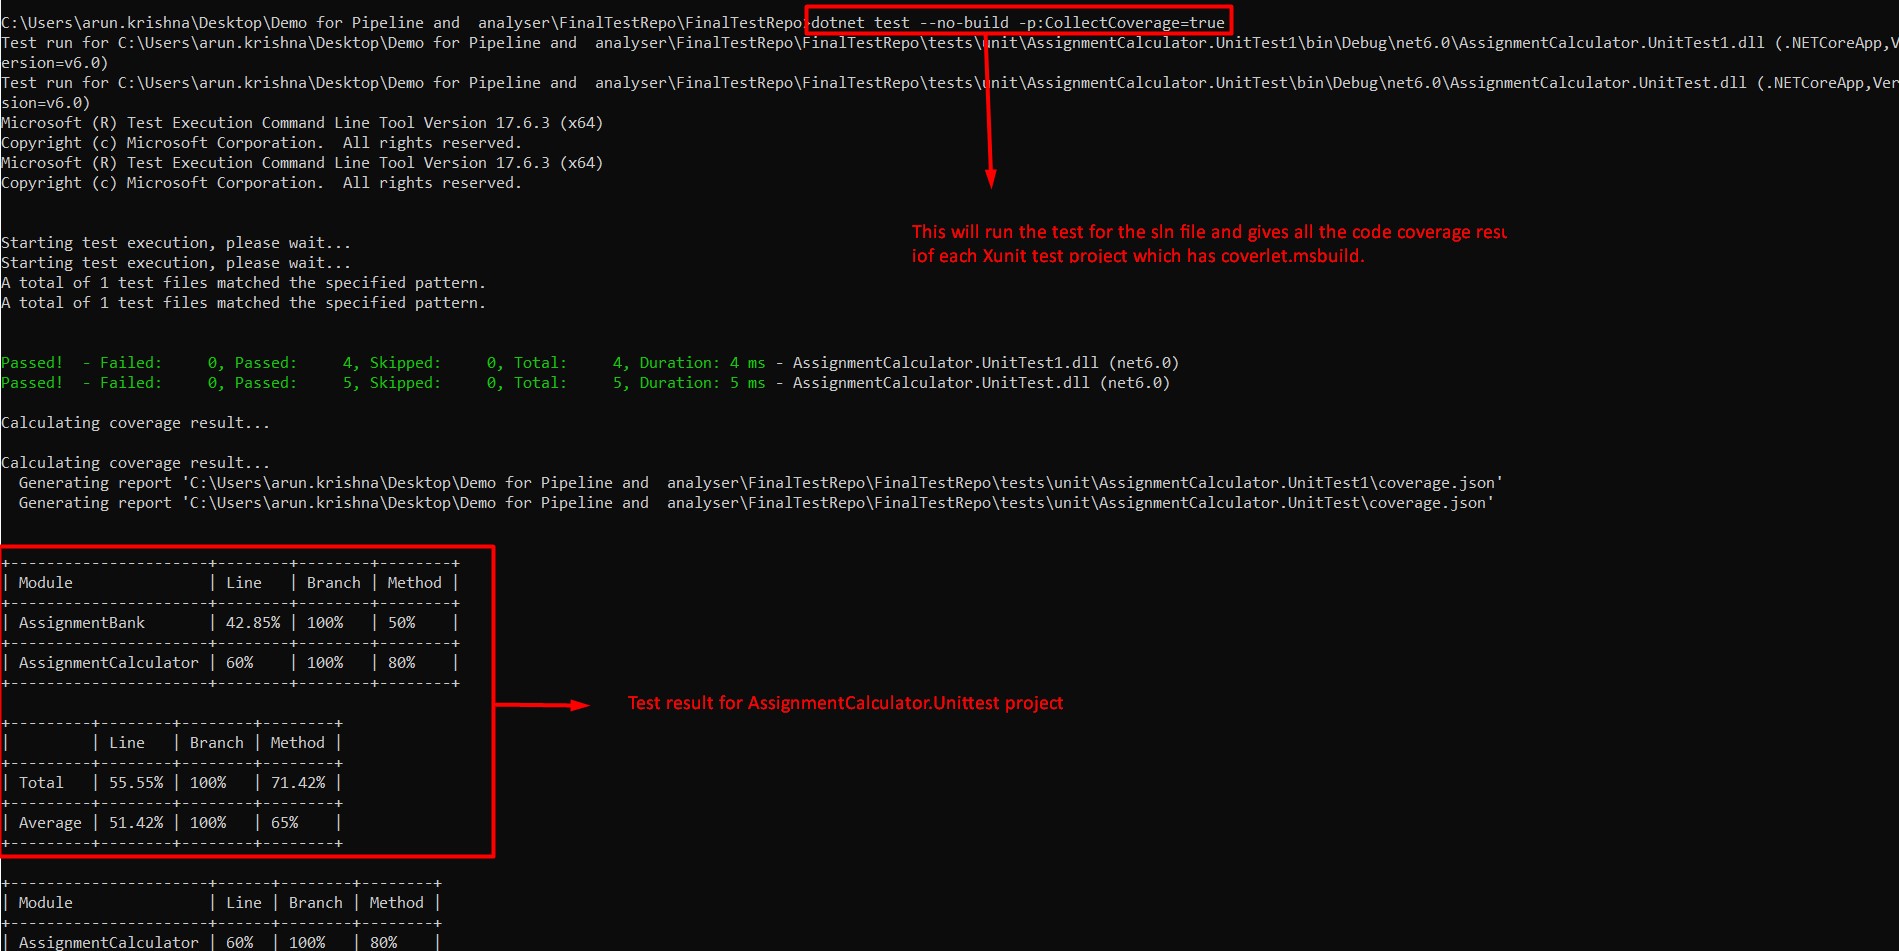 C:\Users\arun.krishna\Desktop\Demo for Pipeline and  analyser\FinalTestRepo\FinalTestRepo>dotnet test --no-build -p:CollectCoverage=true
Test run for C:\Users\arun.krishna\Desktop\Demo for Pipeline and  analyser\FinalTestRepo\FinalTestRepo\tests\unit\AssignmentCalculator.UnitTest1\bin\Debug\net6.0\AssignmentCalculator.UnitTest1.dll (.NETCoreApp,V
ersion=v6.0)
Test run for C:\Users\arun.krishna\Desktop\Demo for Pipeline and  analyser\FinalTestRepo\FinalTestRepo\tests\unit\AssignmentCalculator.UnitTest\bin\Debug\net6.0\AssignmentCalculator.UnitTest.dll (.NETCoreApp,Ver
sion=v6.0)
Microsoft (R) Test Execution Command Line Tool Version 17.6.3 (x64)
Copyright (c) Microsoft Corporation.  All rights reserved.
Microsoft (R) Test Execution Command Line Tool Version 17.6.3 (x64)
Copyright (c) Microsoft Corporation.  All rights reserved.
This will run the test for the sln file and gives all the code coverage resu
iof each Xunit test project which has coverlet.msbuild.
Starting test execution, please wait...
Starting test execution, please wait...
A total of 1 test files matched the specified pattern.
A total of 1 test files matched the specified pattern.
Passed!  - Failed:     0, Passed:     4, Skipped:     0, Total:     4, Duration: 4 ms - AssignmentCalculator.UnitTest1.dll (net6.0)
Passed!  - Failed:     0, Passed:     5, Skipped:     0, Total:     5, Duration: 5 ms - AssignmentCalculator.UnitTest.dll (net6.0)
Calculating coverage result...
Calculating coverage result...
  Generating report 'C:\Users\arun.krishna\Desktop\Demo for Pipeline and  analyser\FinalTestRepo\FinalTestRepo\tests\unit\AssignmentCalculator.UnitTest1\coverage.json'
  Generating report 'C:\Users\arun.krishna\Desktop\Demo for Pipeline and  analyser\FinalTestRepo\FinalTestRepo\tests\unit\AssignmentCalculator.UnitTest\coverage.json'
+----------------------+--------+--------+--------+
| Module               | Line   | Branch | Method |
+----------------------+--------+--------+--------+
| AssignmentBank       | 42.85% | 100%   | 50%    |
+----------------------+--------+--------+--------+
| AssignmentCalculator | 60%    | 100%   | 80%    |
+----------------------+--------+--------+--------+
Test result for AssignmentCalculator.Unittest project
+---------+--------+--------+--------+
|         | Line   | Branch | Method |
+---------+--------+--------+--------+
| Total   | 55.55% | 100%   | 71.42% |
+---------+--------+--------+--------+
| Average | 51.42% | 100%   | 65%    |
+---------+--------+--------+--------+
+----------------------+------+--------+--------+
| Module               | Line | Branch | Method |
+----------------------+------+--------+--------+
| AssignmentCalculator | 60%  | 100%   | 80%    |